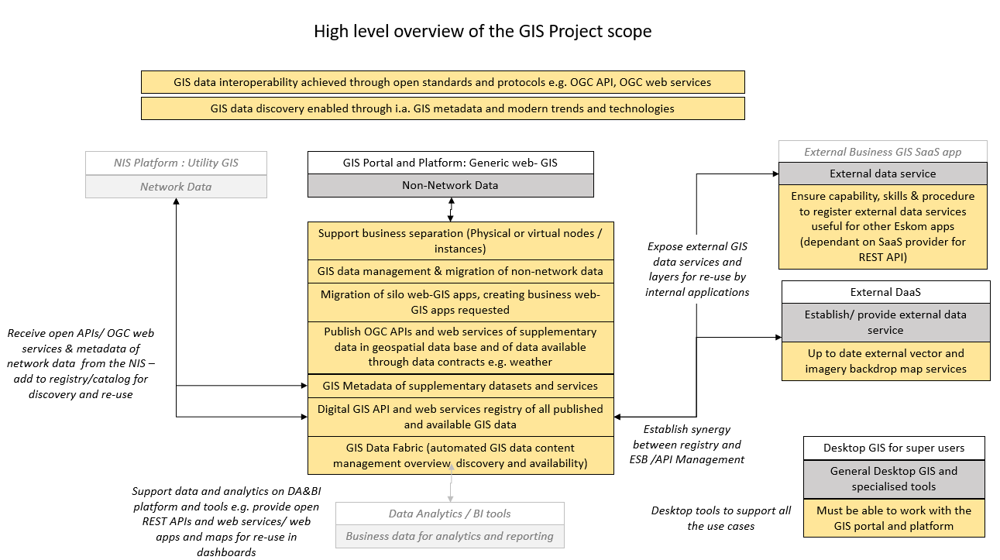 High level overview of the GIS Project scope
GIS data interoperability achieved through open standards and protocols e.g. OGC API, OGC web services
GIS data discovery enabled through i.a. GIS metadata and modern trends and technologies
NIS Platform : Utility GIS
Network Data
GIS Portal and Platform: Generic web- GIS
Non-Network Data
External Business GIS SaaS app
External data service
Ensure capability, skills & procedure
to register external data services
useful for other Eskom apps
(dependant on SaaS provider for
REST API)
Support business separation (Physical or virtual nodes /
instances)
GIS data management & migration of non-network data
Migration of silo web-GIS apps, creating business web-
GIS apps requested
Publish OGC APIs and web services of supplementary
data in geospatial data base and of data available
through data contracts e.g. weather
GIS Metadata of supplementary datasets and services
Digital GIS API and web services registry of all published
and available GIS data
GIS Data Fabric (automated GIS data content
management overview, discovery and availability)
Expose external GIS
data services and
layers for re-use by
internal applications
External DaaS
Establish/ provide external data
service
Up to date external vector and
imagery backdrop map services
Receive open APIs/ OGC web
services & metadata of
network data from the NIS –
add to registry/catalog for
discovery and re-use
Establish synergy
between registry and
ESB /API Management
Desktop GIS for super users
General Desktop GIS and
specialised tools
Must be able to work with the
GIS portal and platform
Desktop tools to support all
the use cases
Support data and analytics on DA&BI
platform and tools e.g. provide open
REST APIs and web services/ web
apps and maps for re-use in
dashboards
Data Analytics / BI tools
Business data for analytics and reporting